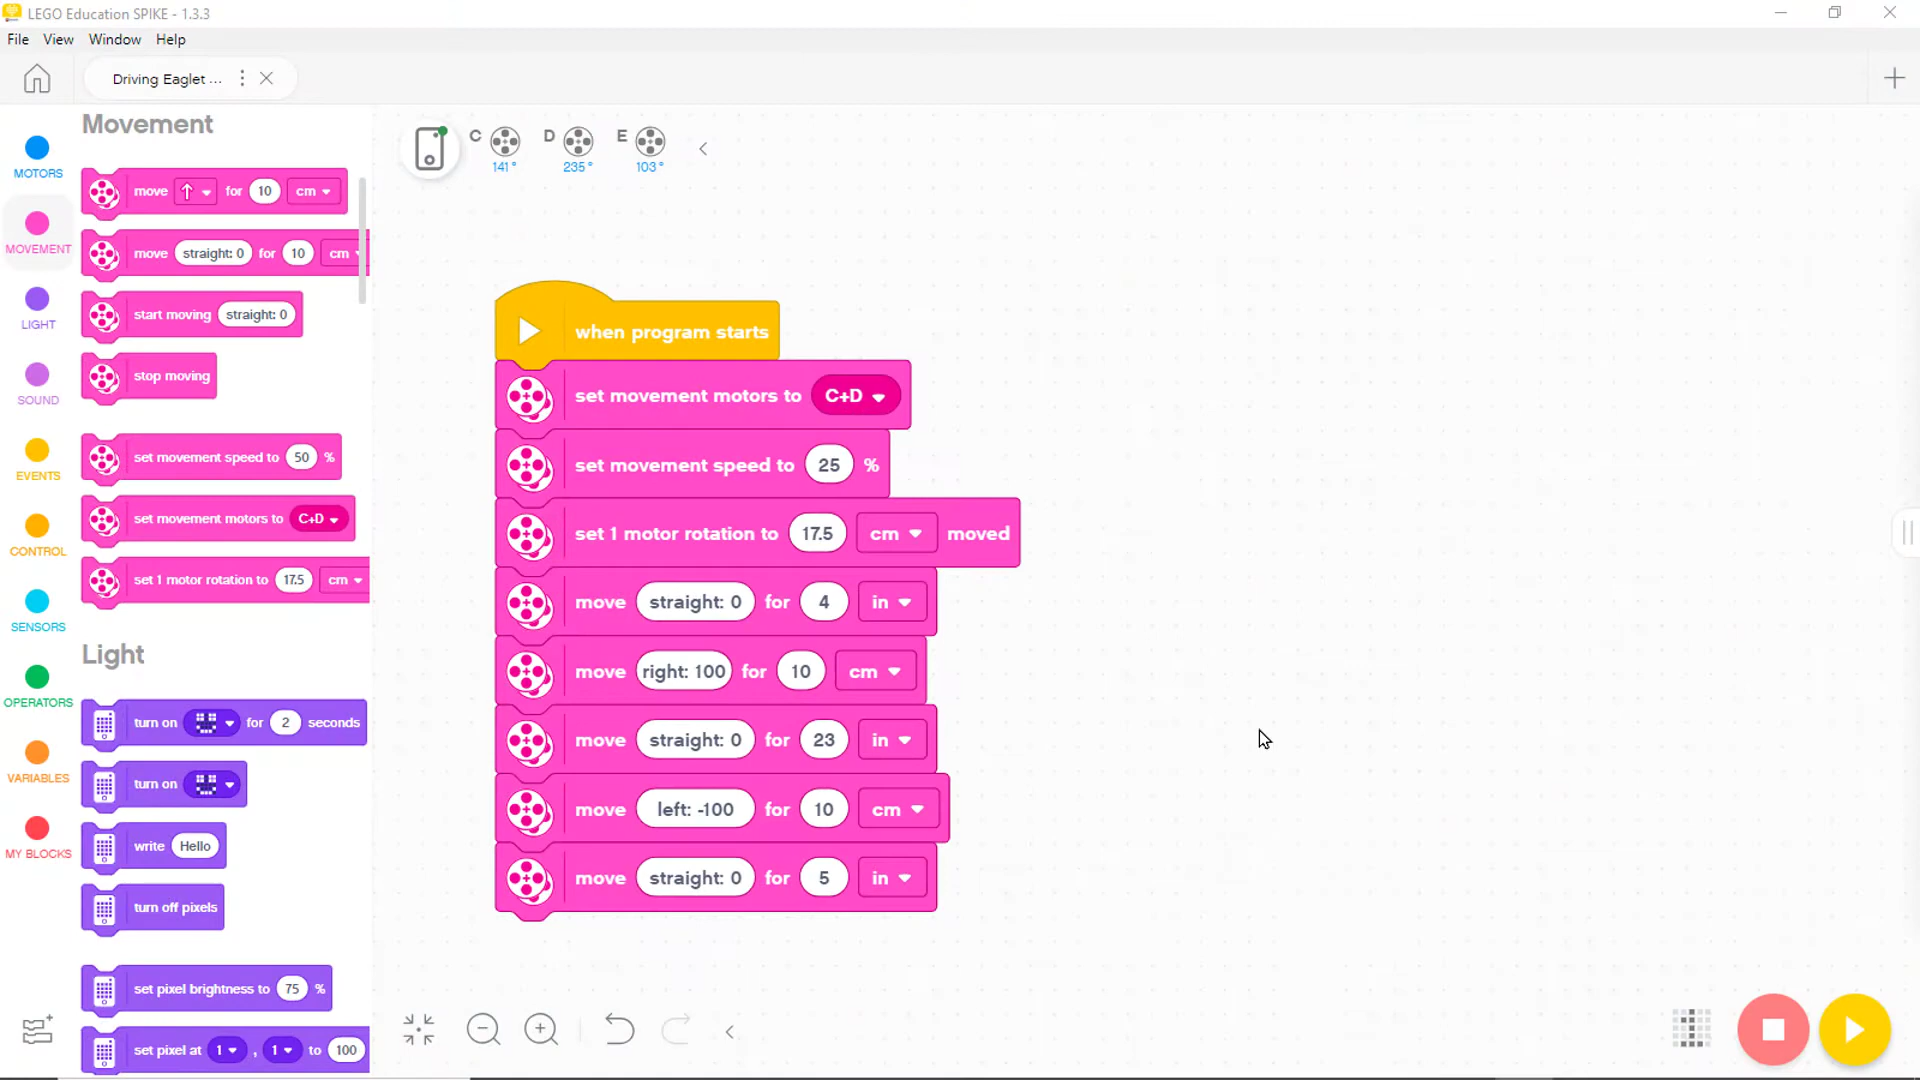 LEGO Education SPIKE - 1.3.3
File View Window Help
Driving Eaglet ...
MOTORS
MOVEMENT
LIGHT
SOUND
EVENTS
CONTROL
SENSORS
OPERATORS
VARIABLES
MY BLOCKS
Movement
move for 10 cm
move straight: 0 for 10 cm
start moving straight: 0
stop moving
set movement speed to 50 %
set movement motors to C+D
set 1 motor rotation to 17.5 cm
Light
turn on for 2 seconds
turn on
write Hello
turn off pixels
set pixel brightness to 75 %
set pixel at 1 , 1 to 100
C 141° D 235° E 103°
when program starts
set movement motors to C+D
set movement speed to 25 %
set 1 motor rotation to 17.5 cm moved
move straight: 0 for 4 in
move right: 100 for 10 cm
move straight: 0 for 23 in
move left: -100 for 10 cm
move straight: 0 for 5 in